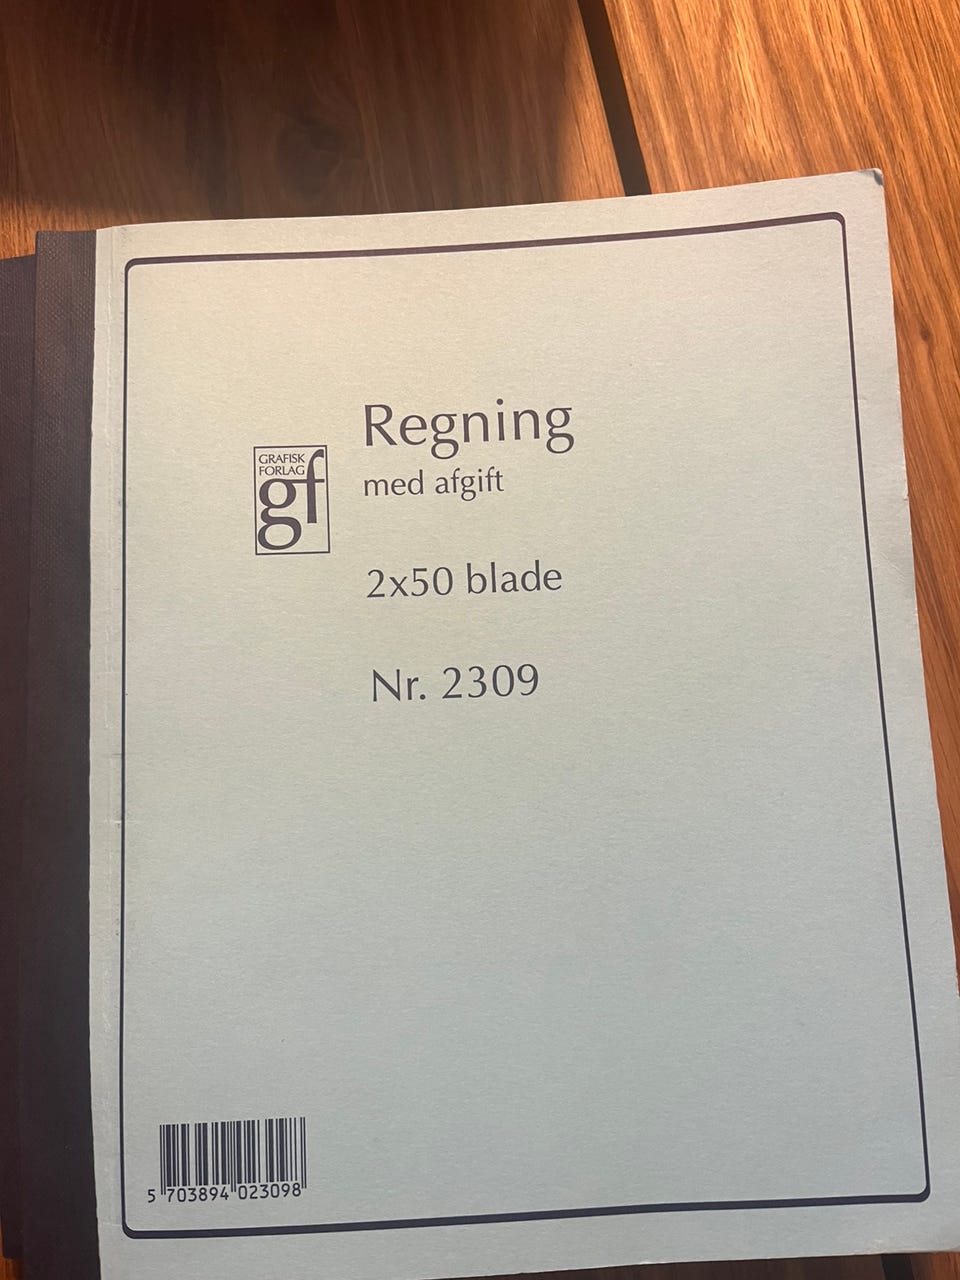 Regning
med afgift
GRAFISK
FORLAG
gf
2x50 blade
Nr. 2309
5 703894 023098